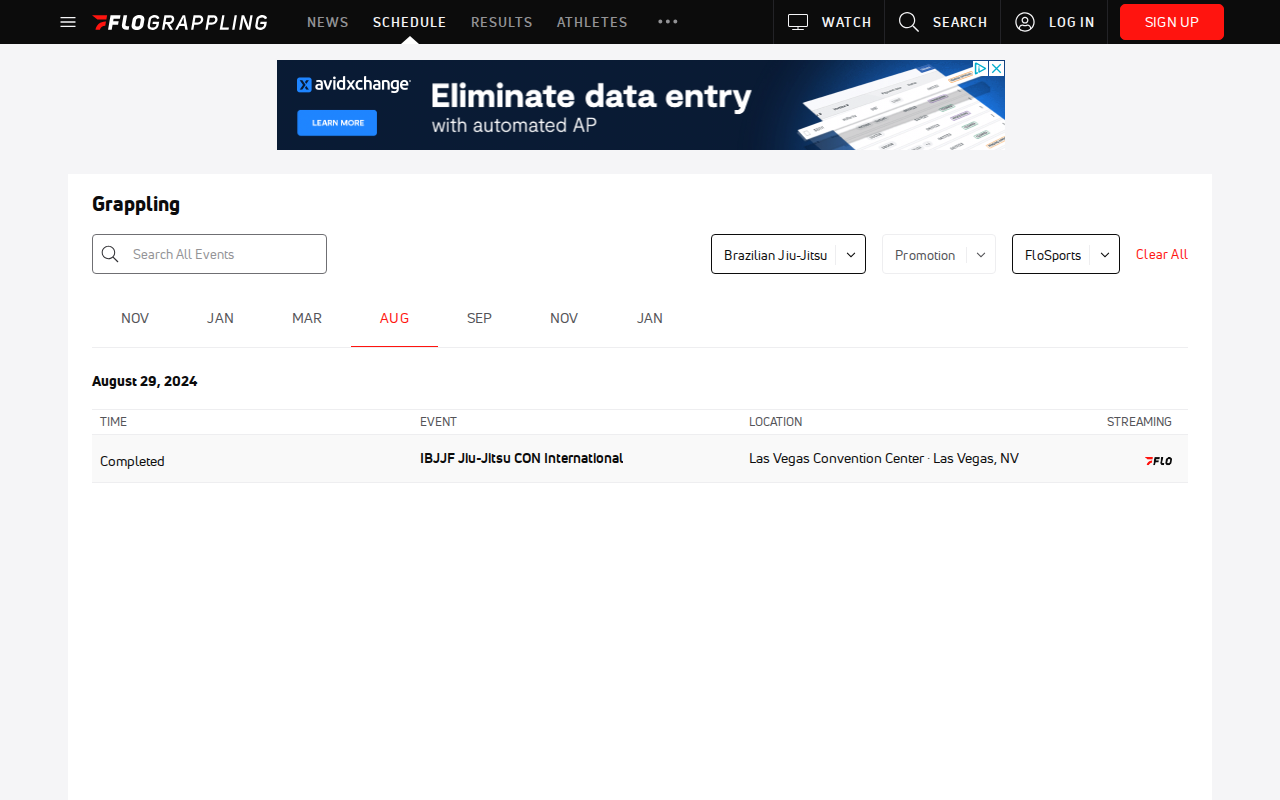 FLOGRAPPLING NEWS SCHEDULE RESULTS ATHLETES WATCH SEARCH LOG IN SIGN UP
avidxchange
LEARN MORE
Eliminate data entry
with automated AP
Grappling
Search All Events
Brazilian Jiu-Jitsu
Promotion
FloSports
Clear All
NOV JAN MAR AUG SEP NOV JAN
August 29, 2024
TIME EVENT LOCATION STREAMING
Completed IBJJF Jiu-Jitsu CON International Las Vegas Convention Center · Las Vegas, NV FLO